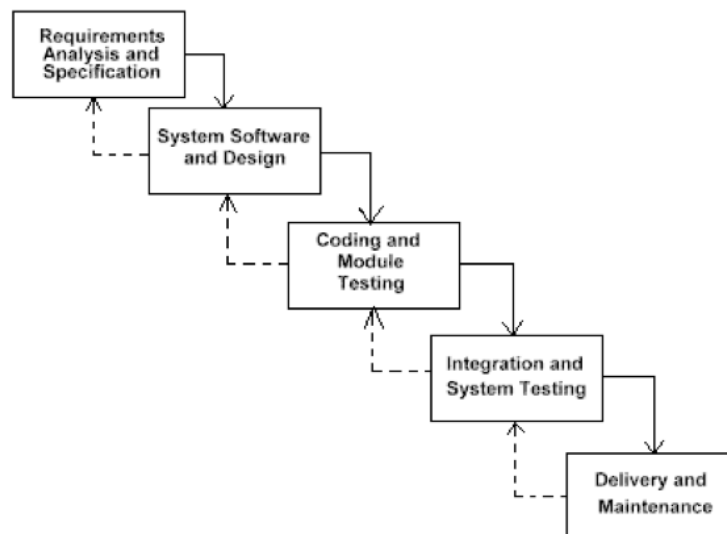 Requirements
Analysis and
Specification
System Software
and Design
Coding and
Module
Testing
Integration and
System Testing
Delivery and
Maintenance